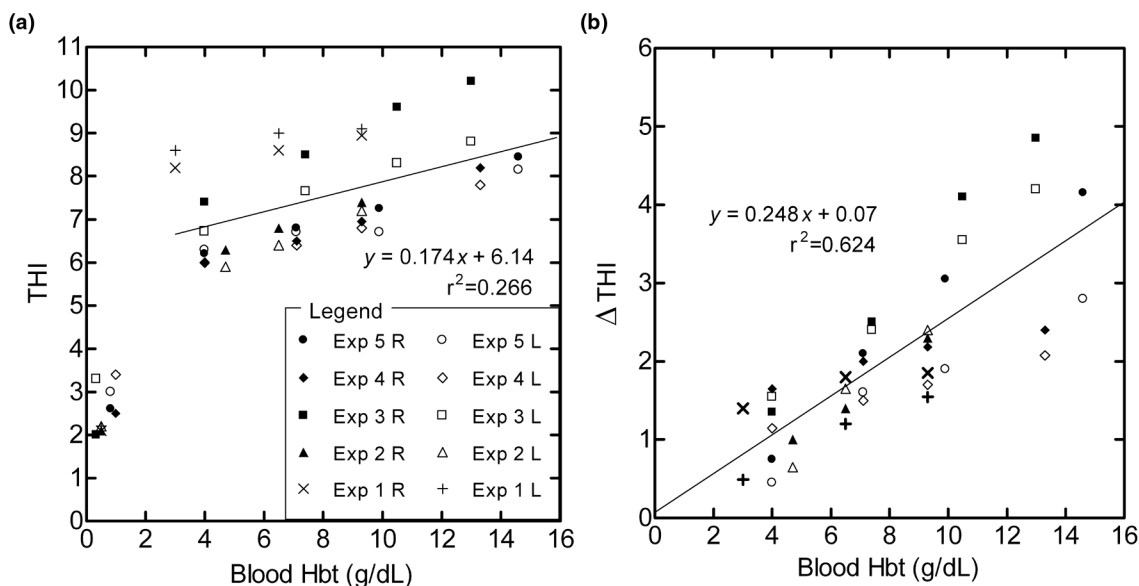 (a)
11
10
9
8
7
6
5
4
3
2
1
0
THI
y = 0.174x + 6.14
r²=0.266
Legend
Exp 5 R Exp 5 L
Exp 4 R Exp 4 L
Exp 3 R Exp 3 L
Exp 2 R Exp 2 L
Exp 1 R Exp 1 L
0 2 4 6 8 10 12 14 16
Blood Hbt (g/dL)
(b)
6
5
4
3
2
1
0
Δ THI
y = 0.248x + 0.07
r²=0.624
0 2 4 6 8 10 12 14 16
Blood Hbt (g/dL)